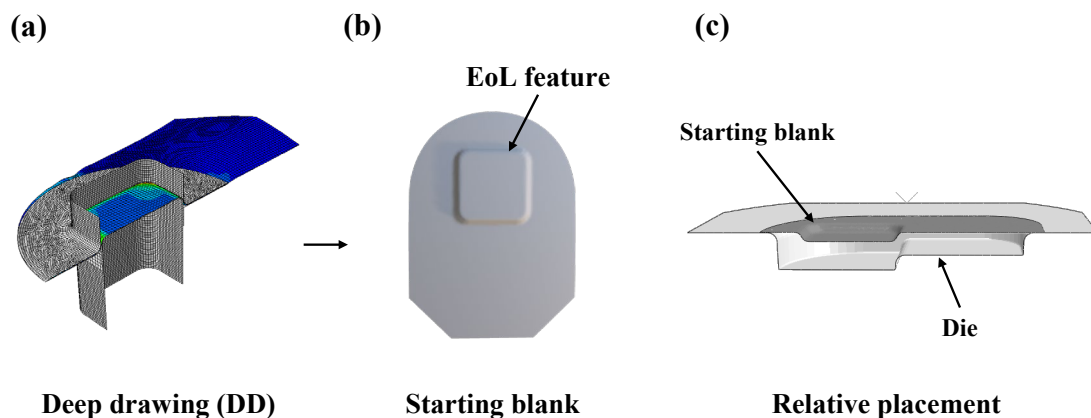 (a)
(b)
(c)
EoL feature
Starting blank
Die
Deep drawing (DD)
Starting blank
Relative placement